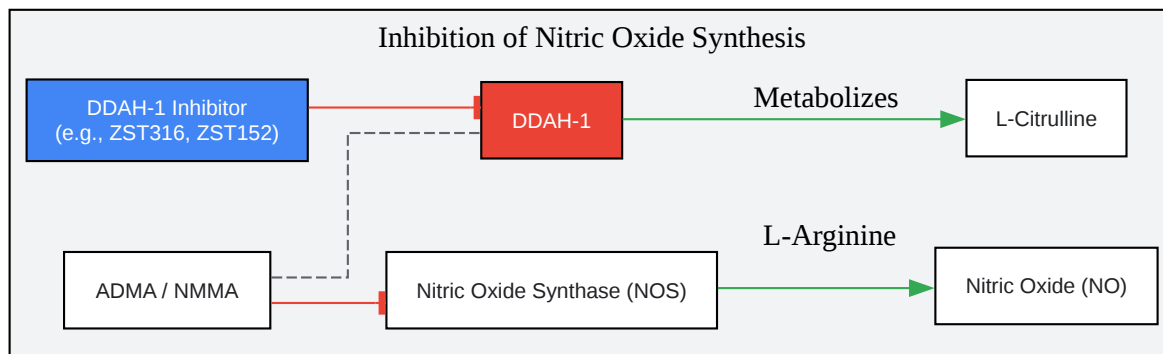 Inhibition of Nitric Oxide Synthesis
DDAH-1 Inhibitor
(e.g., ZST316, ZST152)
DDAH-1
Metabolizes
L-Citrulline
ADMA / NMMA
Nitric Oxide Synthase (NOS)
L-Arginine
Nitric Oxide (NO)